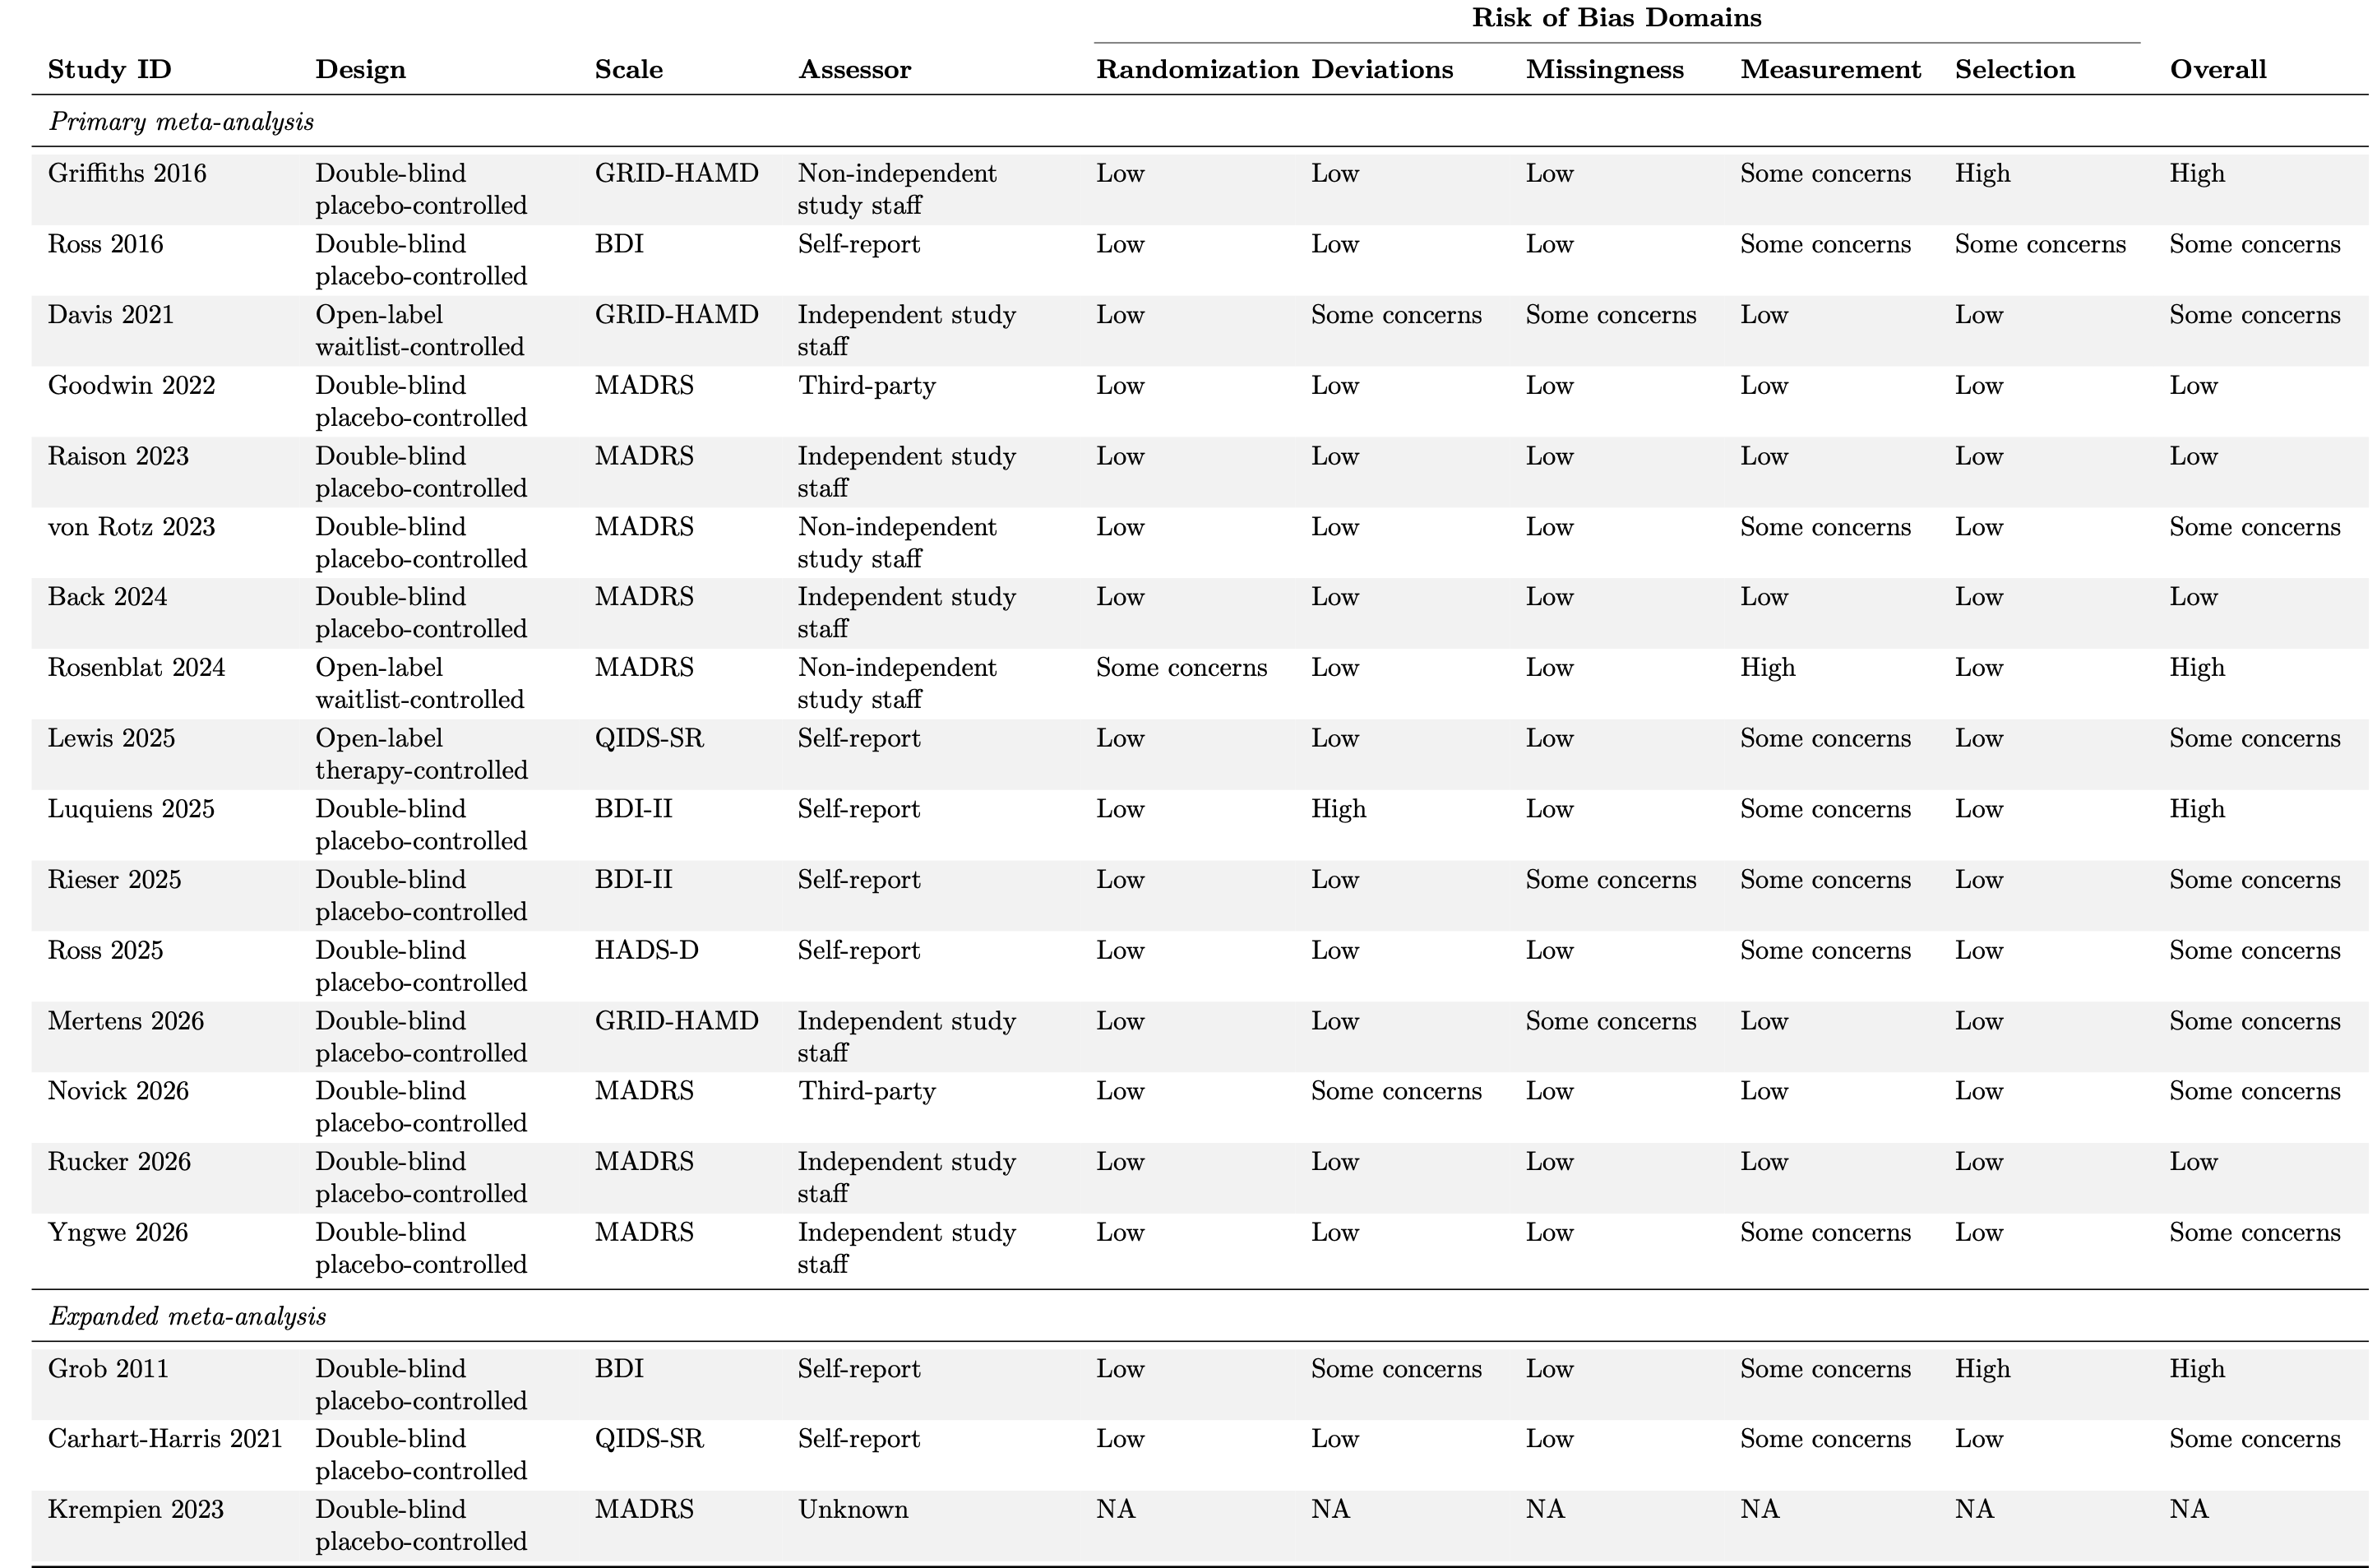 Risk of Bias Domains
Study ID Design Scale Assessor Randomization Deviations Missingness Measurement Selection Overall
Primary meta-analysis
Griffiths 2016 Double-blind GRID-HAMD Non-independent Low Low Low Some concerns High High
placebo-controlled study staff
Ross 2016 Double-blind BDI Self-report Low Low Low Some concerns Some concerns Some concerns
placebo-controlled
Davis 2021 Open-label GRID-HAMD Independent study Low Some concerns Some concerns Low Low Some concerns
waitlist-controlled staff
Goodwin 2022 Double-blind MADRS Third-party Low Low Low Low Low Low
placebo-controlled
Raison 2023 Double-blind MADRS Independent study Low Low Low Low Low Low
placebo-controlled staff
von Rotz 2023 Double-blind MADRS Non-independent Low Low Low Some concerns Low Some concerns
placebo-controlled study staff
Back 2024 Double-blind MADRS Independent study Low Low Low Low Low Low
placebo-controlled staff
Rosenblat 2024 Open-label MADRS Non-independent Some concerns Low Low High Low High
waitlist-controlled study staff
Lewis 2025 Open-label QIDS-SR Self-report Low Low Low Some concerns Low Some concerns
therapy-controlled
Luquiens 2025 Double-blind BDI-II Self-report Low High Low Some concerns Low High
placebo-controlled
Rieser 2025 Double-blind BDI-II Self-report Low Low Some concerns Some concerns Low Some concerns
placebo-controlled
Ross 2025 Double-blind HADS-D Self-report Low Low Low Some concerns Low Some concerns
placebo-controlled
Mertens 2026 Double-blind GRID-HAMD Independent study Low Low Some concerns Low Low Some concerns
placebo-controlled staff
Novick 2026 Double-blind MADRS Third-party Low Some concerns Low Low Low Some concerns
placebo-controlled
Rucker 2026 Double-blind MADRS Independent study Low Low Low Low Low Low
placebo-controlled staff
Yngwe 2026 Double-blind MADRS Independent study Low Low Low Some concerns Low Some concerns
placebo-controlled staff
Expanded meta-analysis
Grob 2011 Double-blind BDI Self-report Low Some concerns Low Some concerns High High
placebo-controlled
Carhart-Harris 2021 Double-blind QIDS-SR Self-report Low Low Low Some concerns Low Some concerns
placebo-controlled
Krempien 2023 Double-blind MADRS Unknown NA NA NA NA NA NA
placebo-controlled